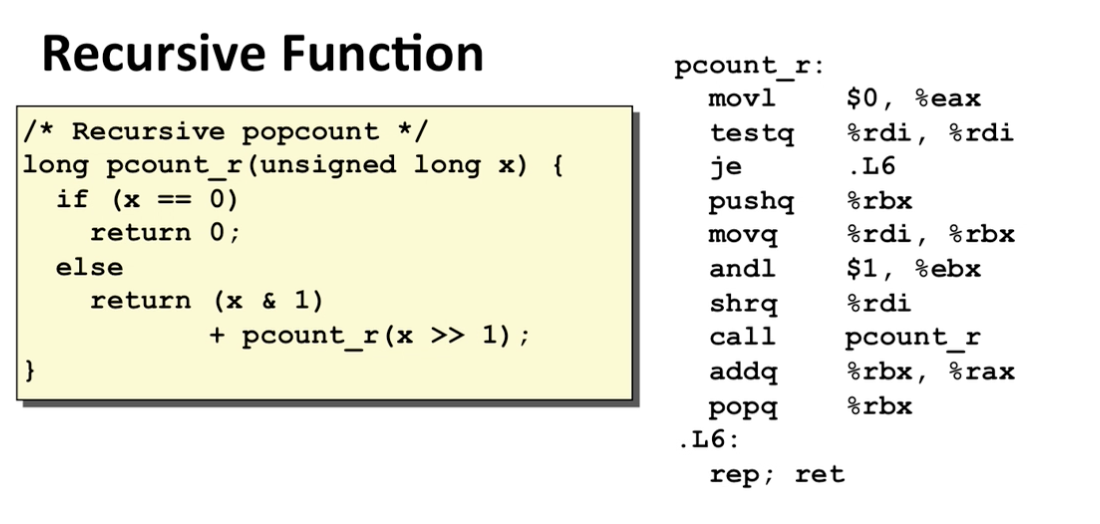 Recursive Function
/* Recursive popcount */
long pcount_r(unsigned long x) {
  if (x == 0)
    return 0;
  else
    return (x & 1)
           + pcount_r(x >> 1);
}
pcount_r:
  movl    $0, %eax
  testq   %rdi, %rdi
  je      .L6
  pushq   %rbx
  movq    %rdi, %rbx
  andl    $1, %ebx
  shrq    %rdi
  call    pcount_r
  addq    %rbx, %rax
  popq    %rbx
.L6:
  rep; ret